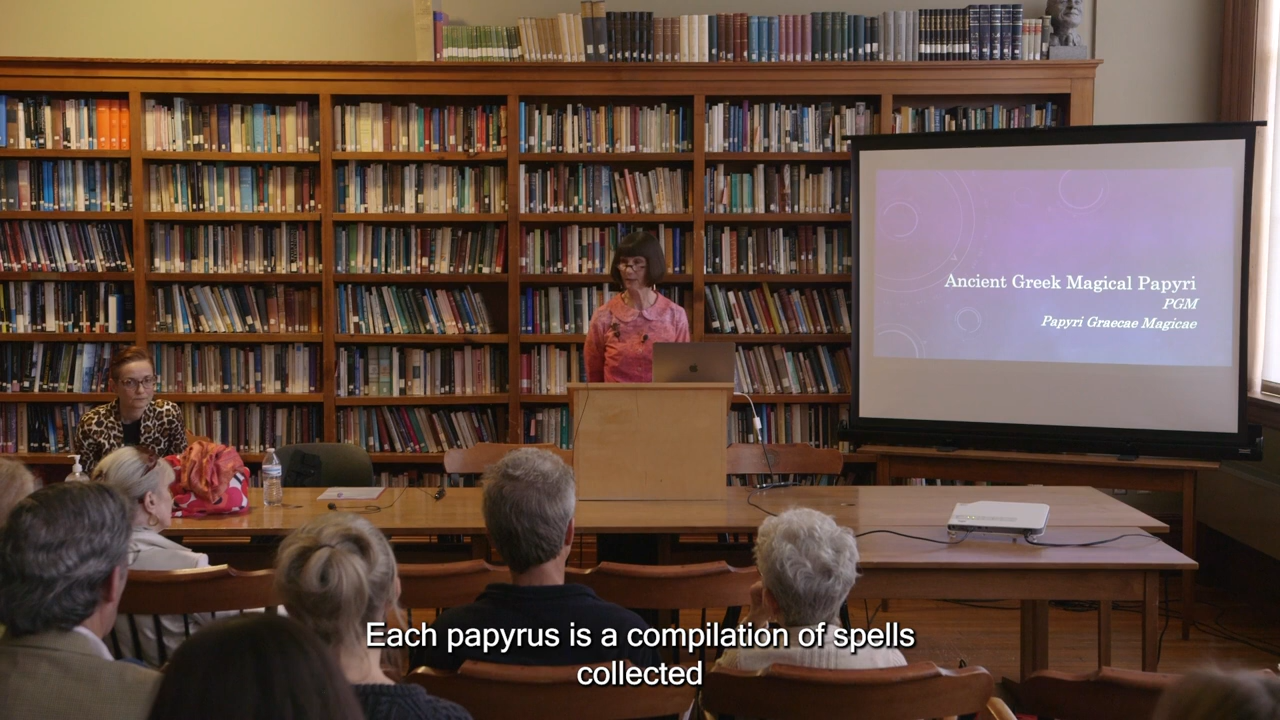 Ancient Greek Magical Papyri
PGM
Papyri Graecae Magicae
Each papyrus is a compilation of spells
collected